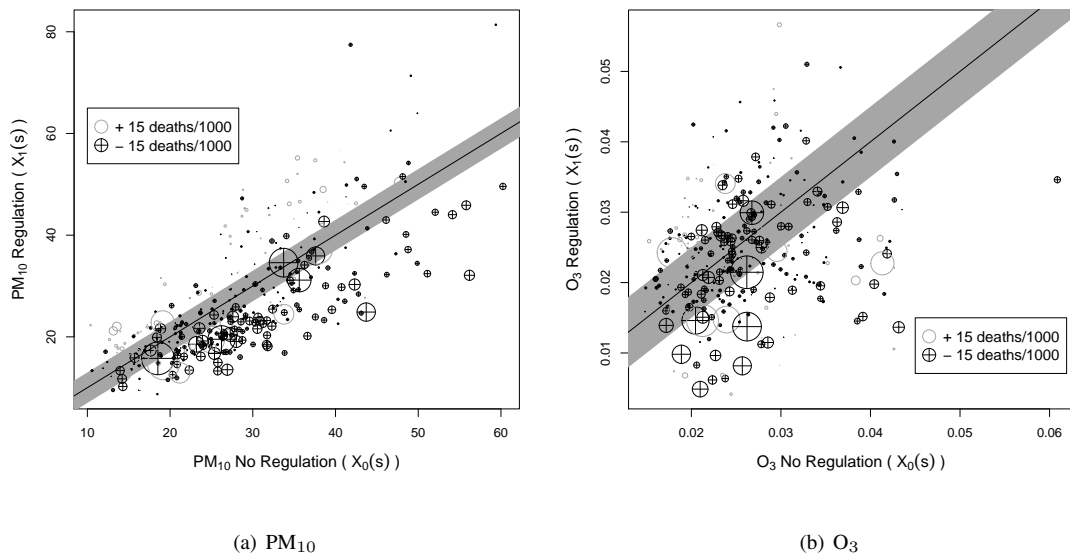 80
60
40
20
10 20 30 40 50 60
PM₁₀ Regulation ( X₁(s) )
PM₁₀ No Regulation ( X₀(s) )
+ 15 deaths/1000
− 15 deaths/1000
(a) PM₁₀
0.05
0.04
0.03
0.02
0.01
0.02 0.03 0.04 0.05 0.06
O₃ Regulation ( X₁(s) )
O₃ No Regulation ( X₀(s) )
+ 15 deaths/1000
− 15 deaths/1000
(b) O₃